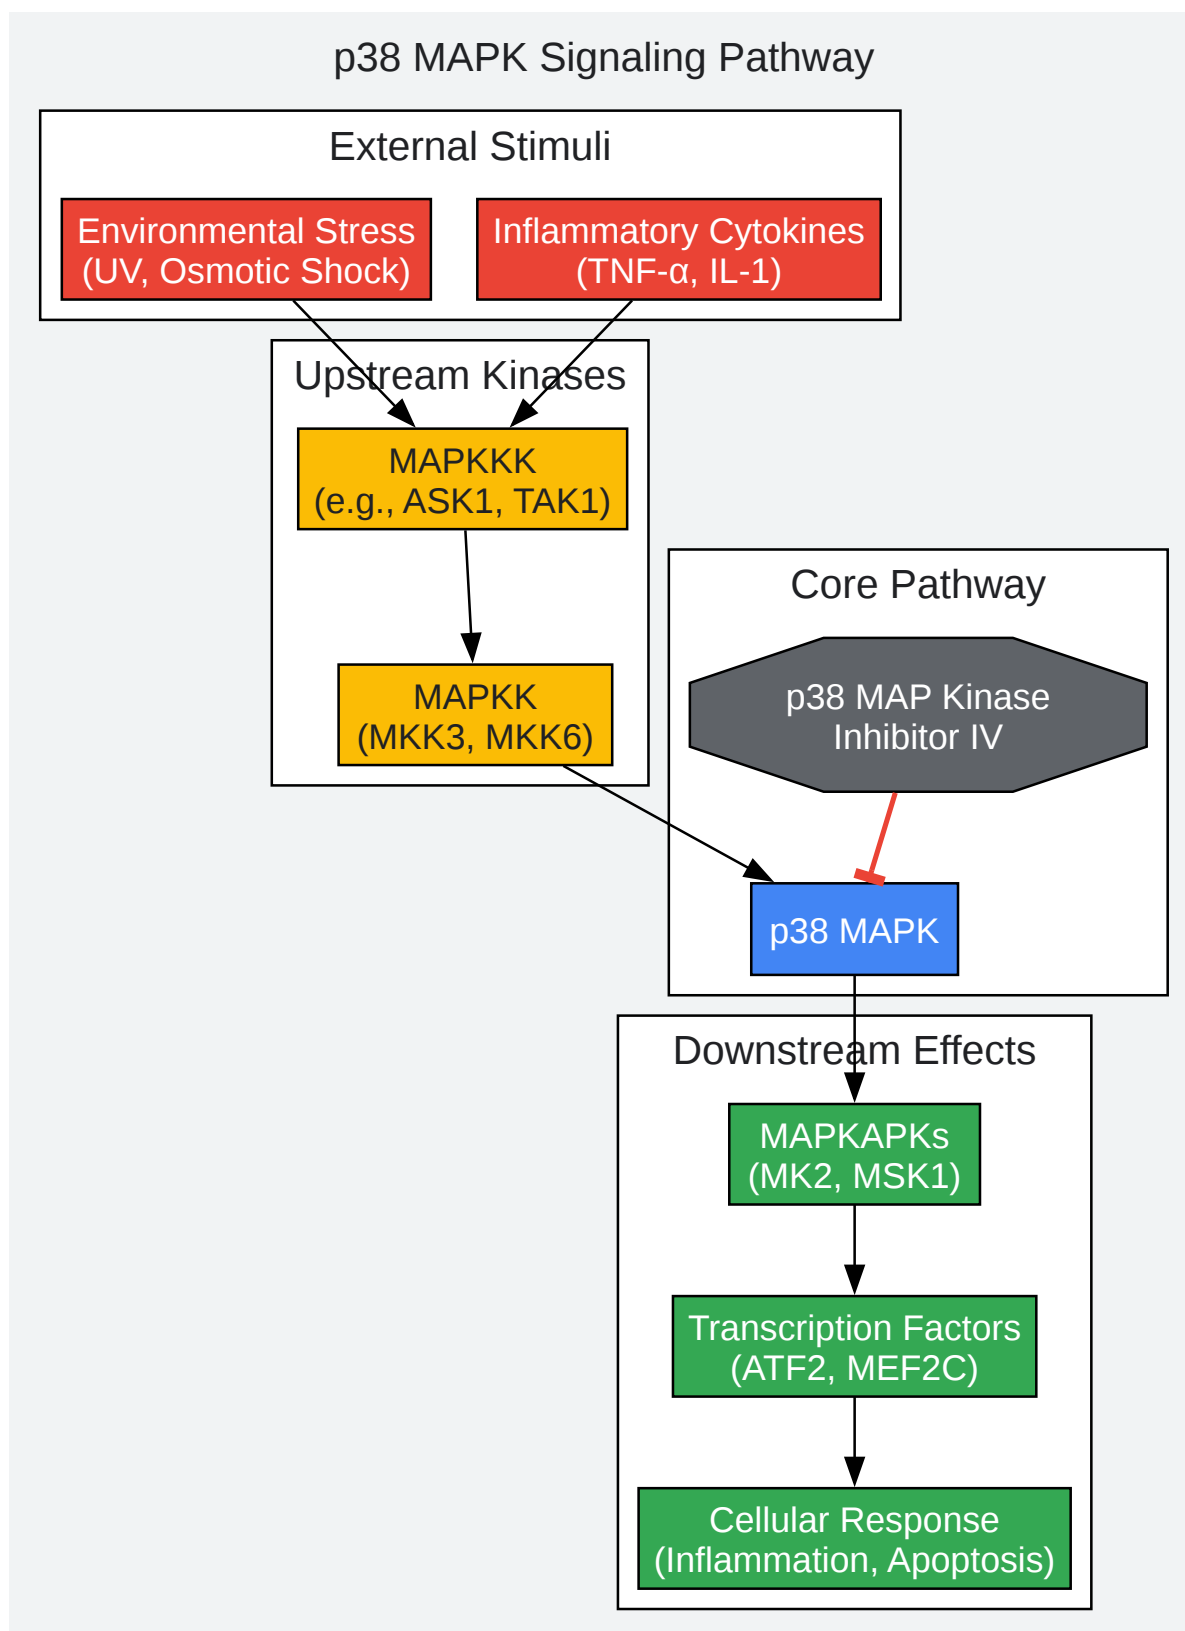 p38 MAPK Signaling Pathway
External Stimuli
Environmental Stress
(UV, Osmotic Shock)
Inflammatory Cytokines
(TNF-α, IL-1)
Upstream Kinases
MAPKKK
(e.g., ASK1, TAK1)
MAPKK
(MKK3, MKK6)
Core Pathway
p38 MAP Kinase
Inhibitor IV
p38 MAPK
Downstream Effects
MAPKAPKs
(MK2, MSK1)
Transcription Factors
(ATF2, MEF2C)
Cellular Response
(Inflammation, Apoptosis)